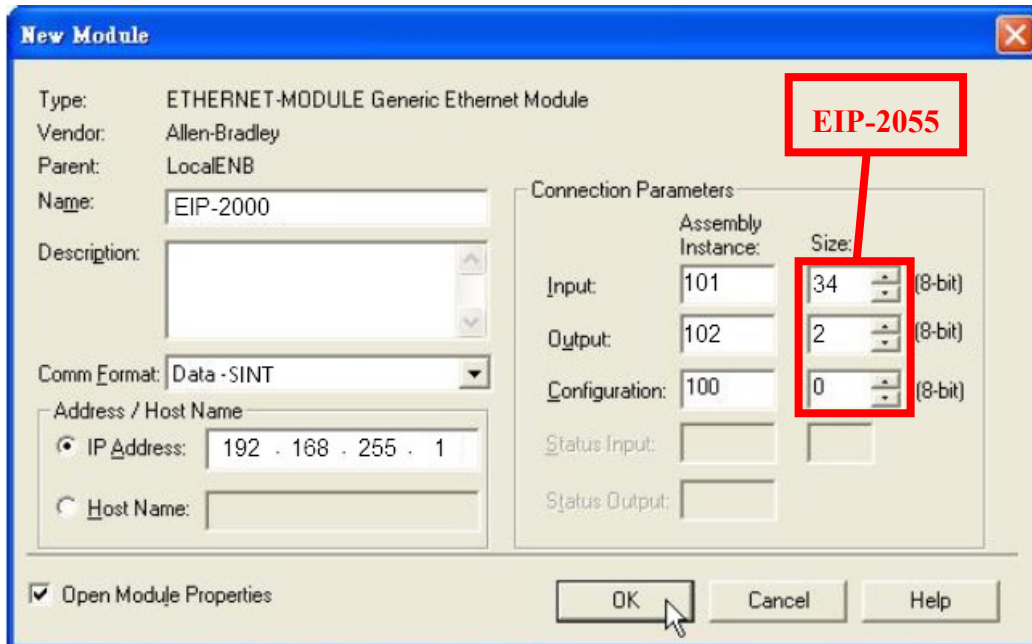 New Module
Type: ETHERNET-MODULE Generic Ethernet Module
Vendor: Allen-Bradley
Parent: LocalENB
Name: EIP-2000
Description:
Comm Format: Data -SINT
Address / Host Name
IP Address: 192 . 168 . 255 . 1
Host Name:
EIP-2055
Connection Parameters
Assembly
Instance: Size:
Input: 101 34 (8-bit)
Output: 102 2 (8-bit)
Configuration: 100 0 (8-bit)
Status Input:
Status Output:
Open Module Properties
OK Cancel Help